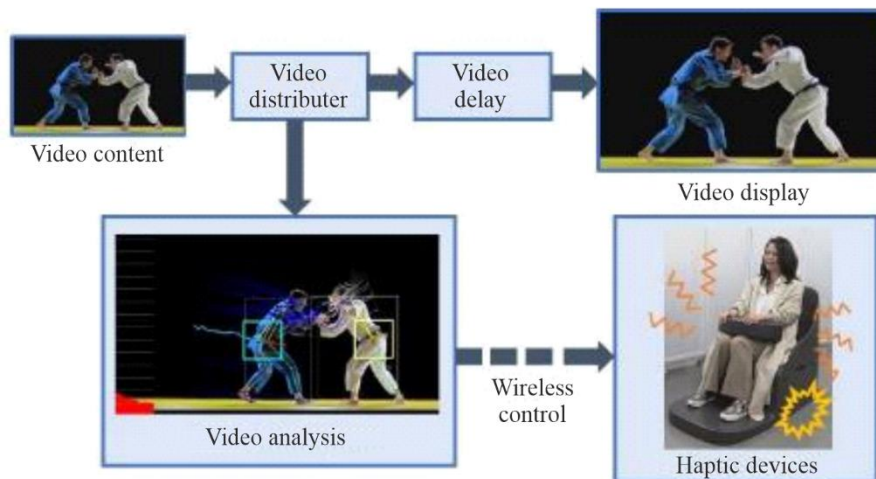 Video content
Video
distributer
Video
delay
Video display
Video analysis
Wireless
control
Haptic devices